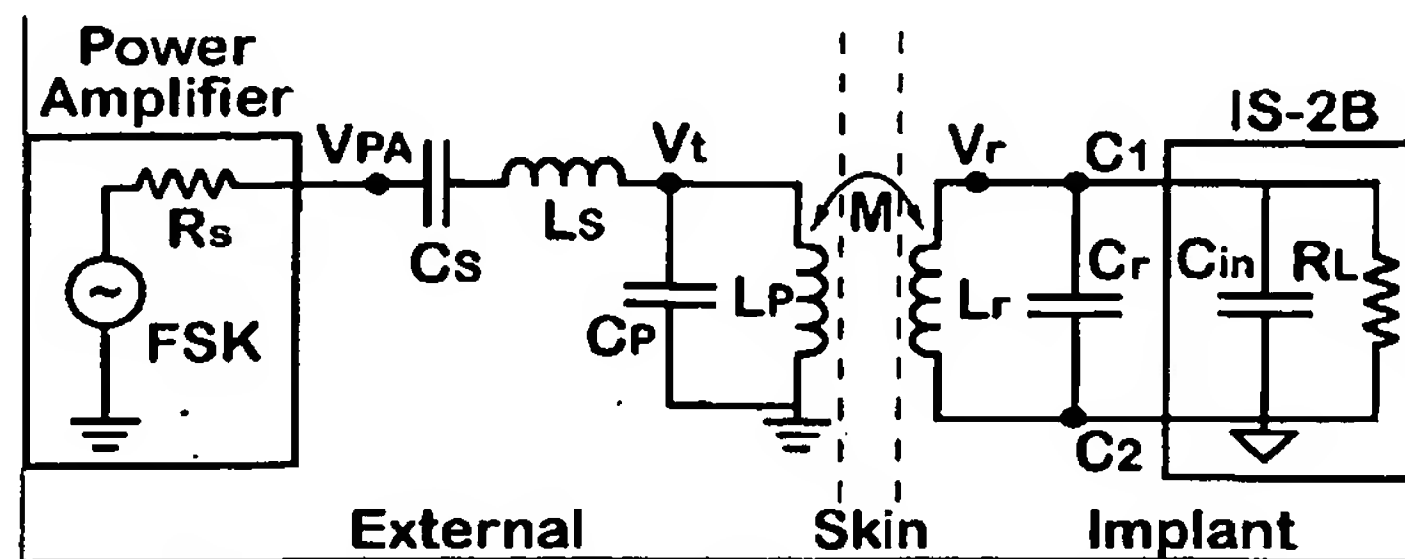 Power
Amplifier
IS-2B
VPA
Vt
Vr
C1
Rs
CS
LS
M
FSK
CP
LP
Lr
Cr
Cin
RL
C2
External
Skin
Implant